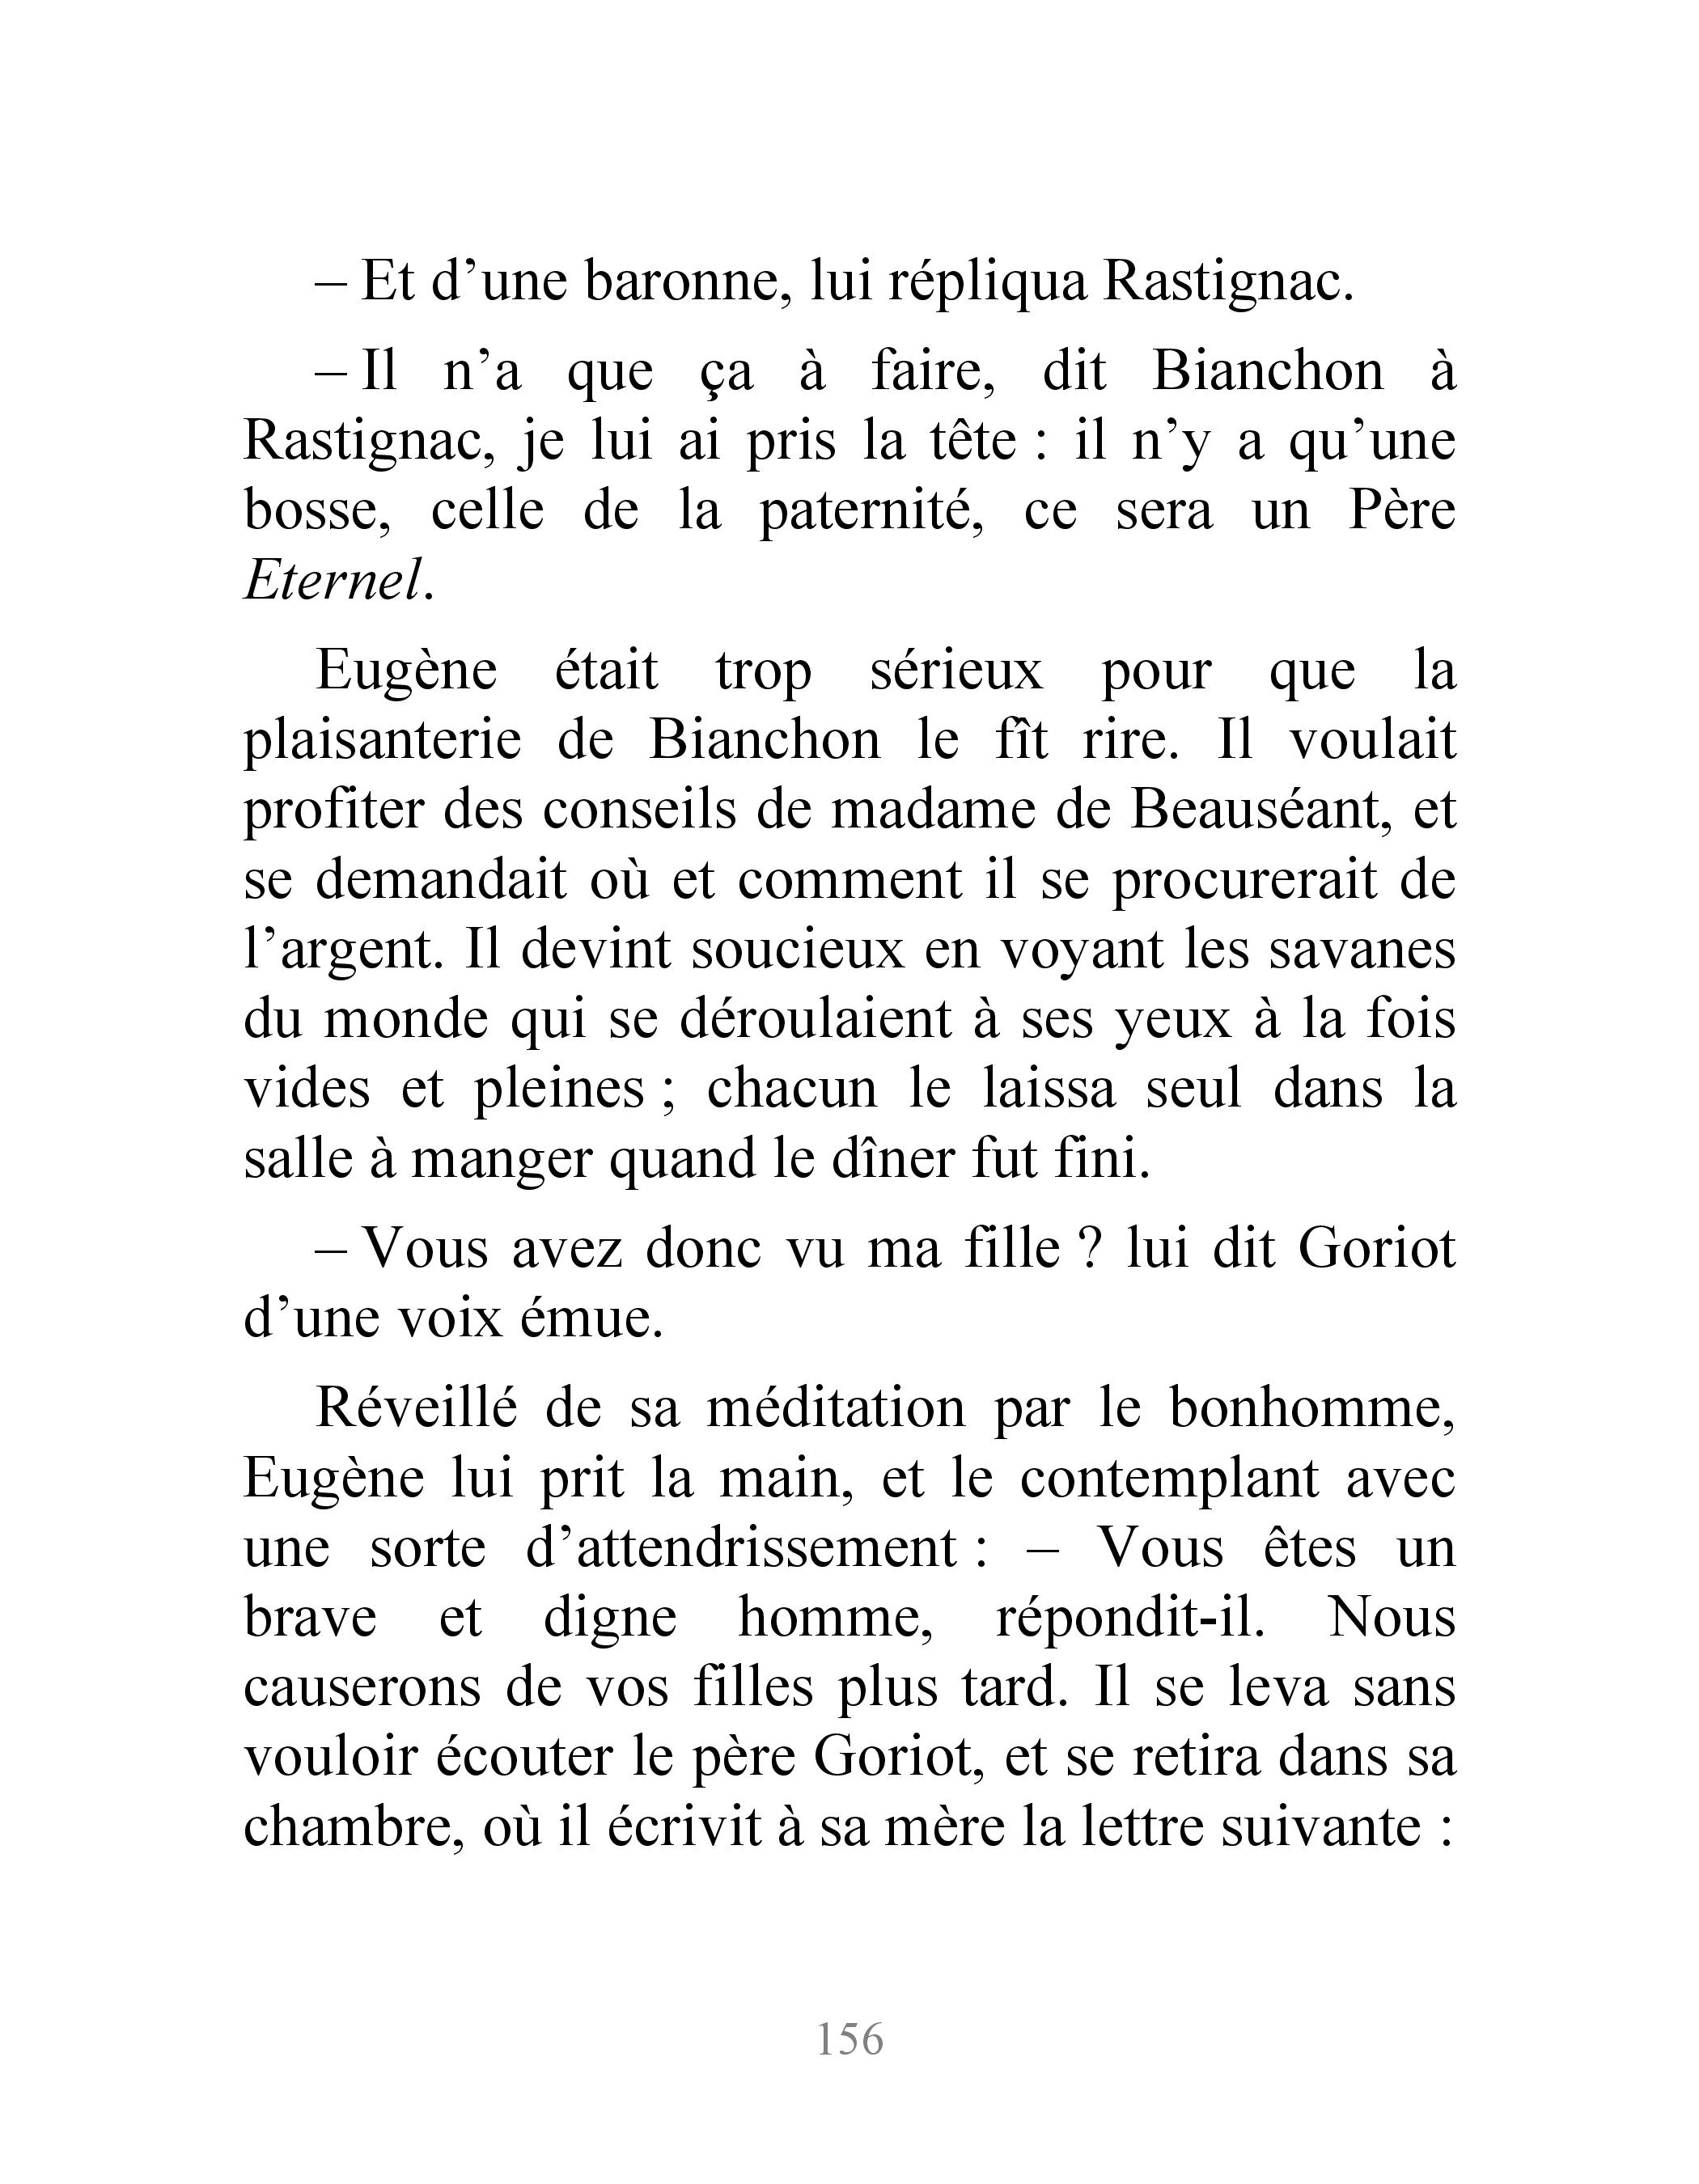 – Et d’une baronne, lui répliqua Rastignac.
– Il n’a que ça à faire, dit Bianchon à
Rastignac, je lui ai pris la tête : il n’y a qu’une
bosse, celle de la paternité, ce sera un Père
Eternel.
Eugène était trop sérieux pour que la
plaisanterie de Bianchon le fît rire. Il voulait
profiter des conseils de madame de Beauséant, et
se demandait où et comment il se procurerait de
l’argent. Il devint soucieux en voyant les savanes
du monde qui se déroulaient à ses yeux à la fois
vides et pleines ; chacun le laissa seul dans la
salle à manger quand le dîner fut fini.
– Vous avez donc vu ma fille ? lui dit Goriot
d’une voix émue.
Réveillé de sa méditation par le bonhomme,
Eugène lui prit la main, et le contemplant avec
une sorte d’attendrissement : – Vous êtes un
brave et digne homme, répondit-il. Nous
causerons de vos filles plus tard. Il se leva sans
vouloir écouter le père Goriot, et se retira dans sa
chambre, où il écrivit à sa mère la lettre suivante :
156